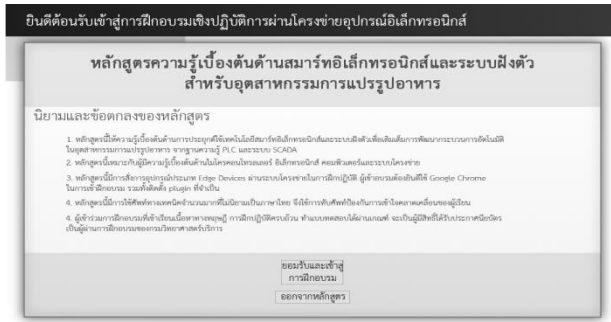 ยินดีต้อนรับเข้าสู่การฝึกอบรมเชิงปฏิบัติการผ่านโครงข่ายอุปกรณ์อิเล็กทรอนิกส์
หลักสูตรความรู้เบื้องต้นด้านสมาร์ทอิเล็กทรอนิกส์และระบบฝังตัว
สำหรับอุตสาหกรรมการแปรรูปอาหาร
นิยามและข้อตกลงของหลักสูตร
1. หลักสูตรนี้ให้ความรู้เบื้องต้นด้านการประยุกต์ใช้เทคโนโลยีสมาร์ทอิเล็กทรอนิกส์และระบบฝังตัวเพื่อเติมเต็มการพัฒนากระบวนการอัตโนมัติ
ในอุตสาหกรรมการแปรรูปอาหาร จากฐานความรู้ PLC และระบบ SCADA
2. หลักสูตรนี้เหมาะกับผู้มีความรู้เบื้องต้นด้านไมโครคอนโทรลเลอร์ อิเล็กทรอนิกส์ คอมพิวเตอร์และระบบโครงข่าย
3. หลักสูตรนี้มีการสั่งการอุปกรณ์ประเภท Edge Devices ผ่านระบบโครงข่ายในการฝึกปฏิบัติ ผู้เข้าอบรมต้องยินดีใช้ Google Chrome
ในการเข้าฝึกอบรม รวมทั้งติดตั้ง plugin ที่จำเป็น
4. หลักสูตรนี้มีการใช้ศัพท์ทางเทคนิคจำนวนมากที่ไม่นิยามเป็นภาษาไทย จึงใช้การทับศัพท์ป้องกันการเข้าใจคลาดเคลื่อนของผู้เรียน
4. ผู้เข้าร่วมการฝึกอบรมที่เข้าเรียนเนื้อหาทางทฤษฎี การฝึกปฏิบัติครบถ้วน ทำแบบทดสอบได้ผ่านเกณฑ์ จะเป็นผู้มีสิทธิ์ได้รับประกาศนียบัตร
เป็นผู้ผ่านการฝึกอบรมของกรมวิทยาศาสตร์บริการ
ยอมรับและเข้าสู่
การฝึกอบรม
ออกจากหลักสูตร